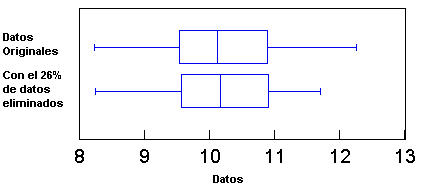 Datos
Originales
Con el 26%
de datos
eliminados
8 9 10 11 12 13
Datos